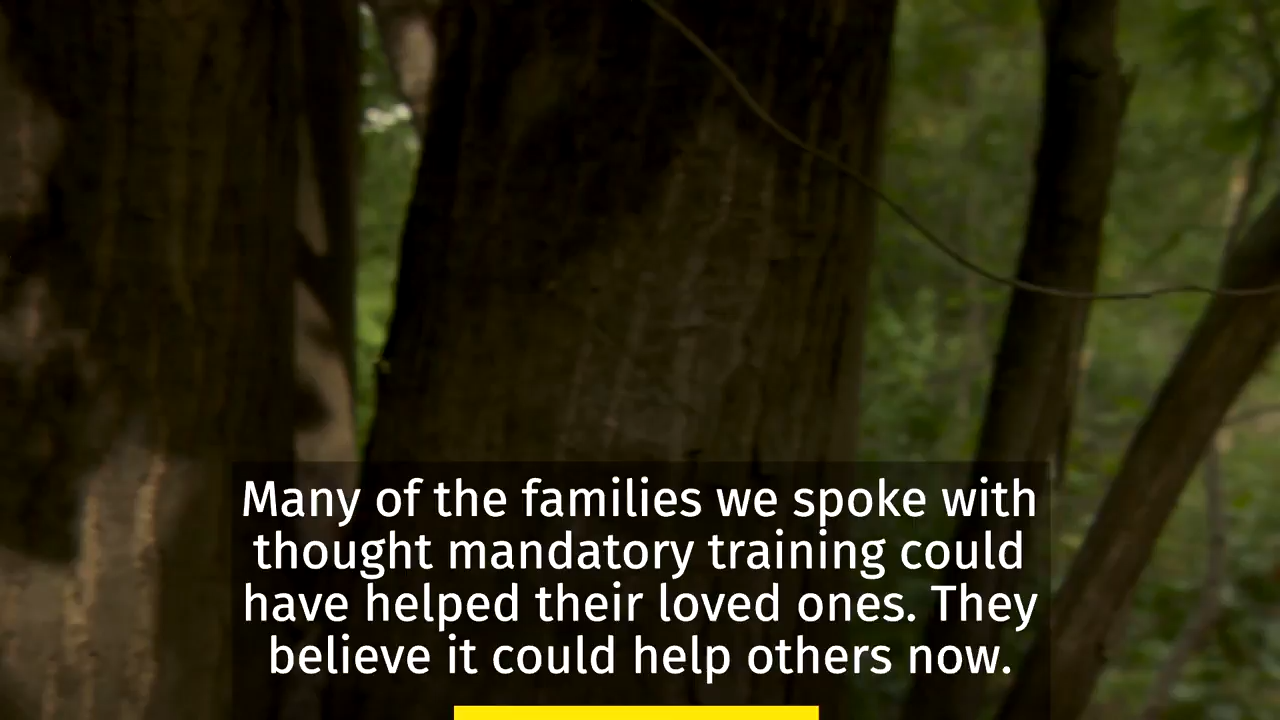 Many of the families we spoke with
thought mandatory training could
have helped their loved ones. They
believe it could help others now.